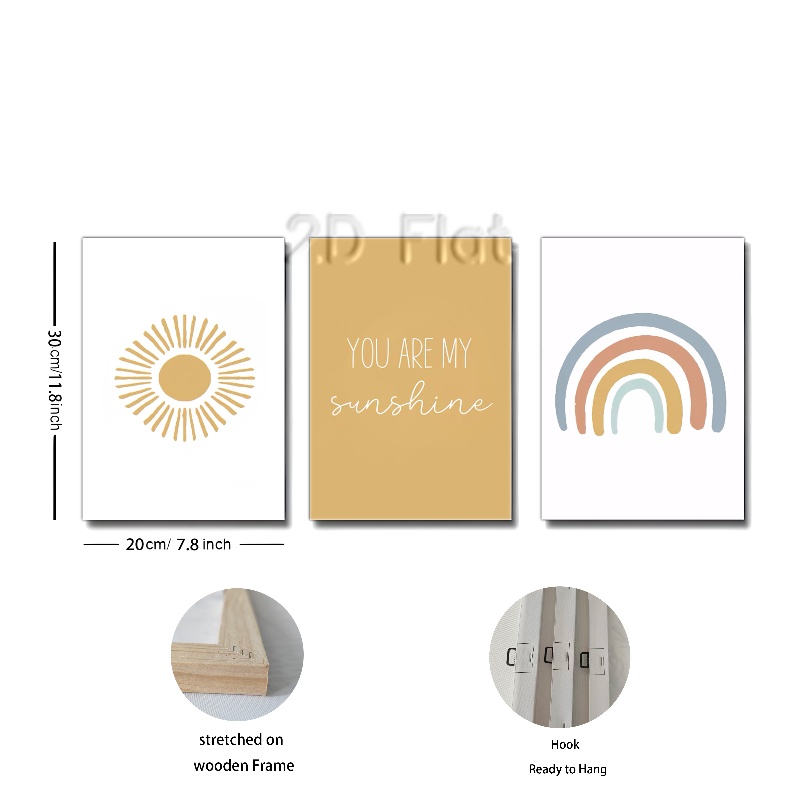 2D Flat
30cm/11.8inch
YOU ARE MY
sunshine
20cm/ 7.8 inch
stretched on
wooden Frame
Hook
Ready to Hang